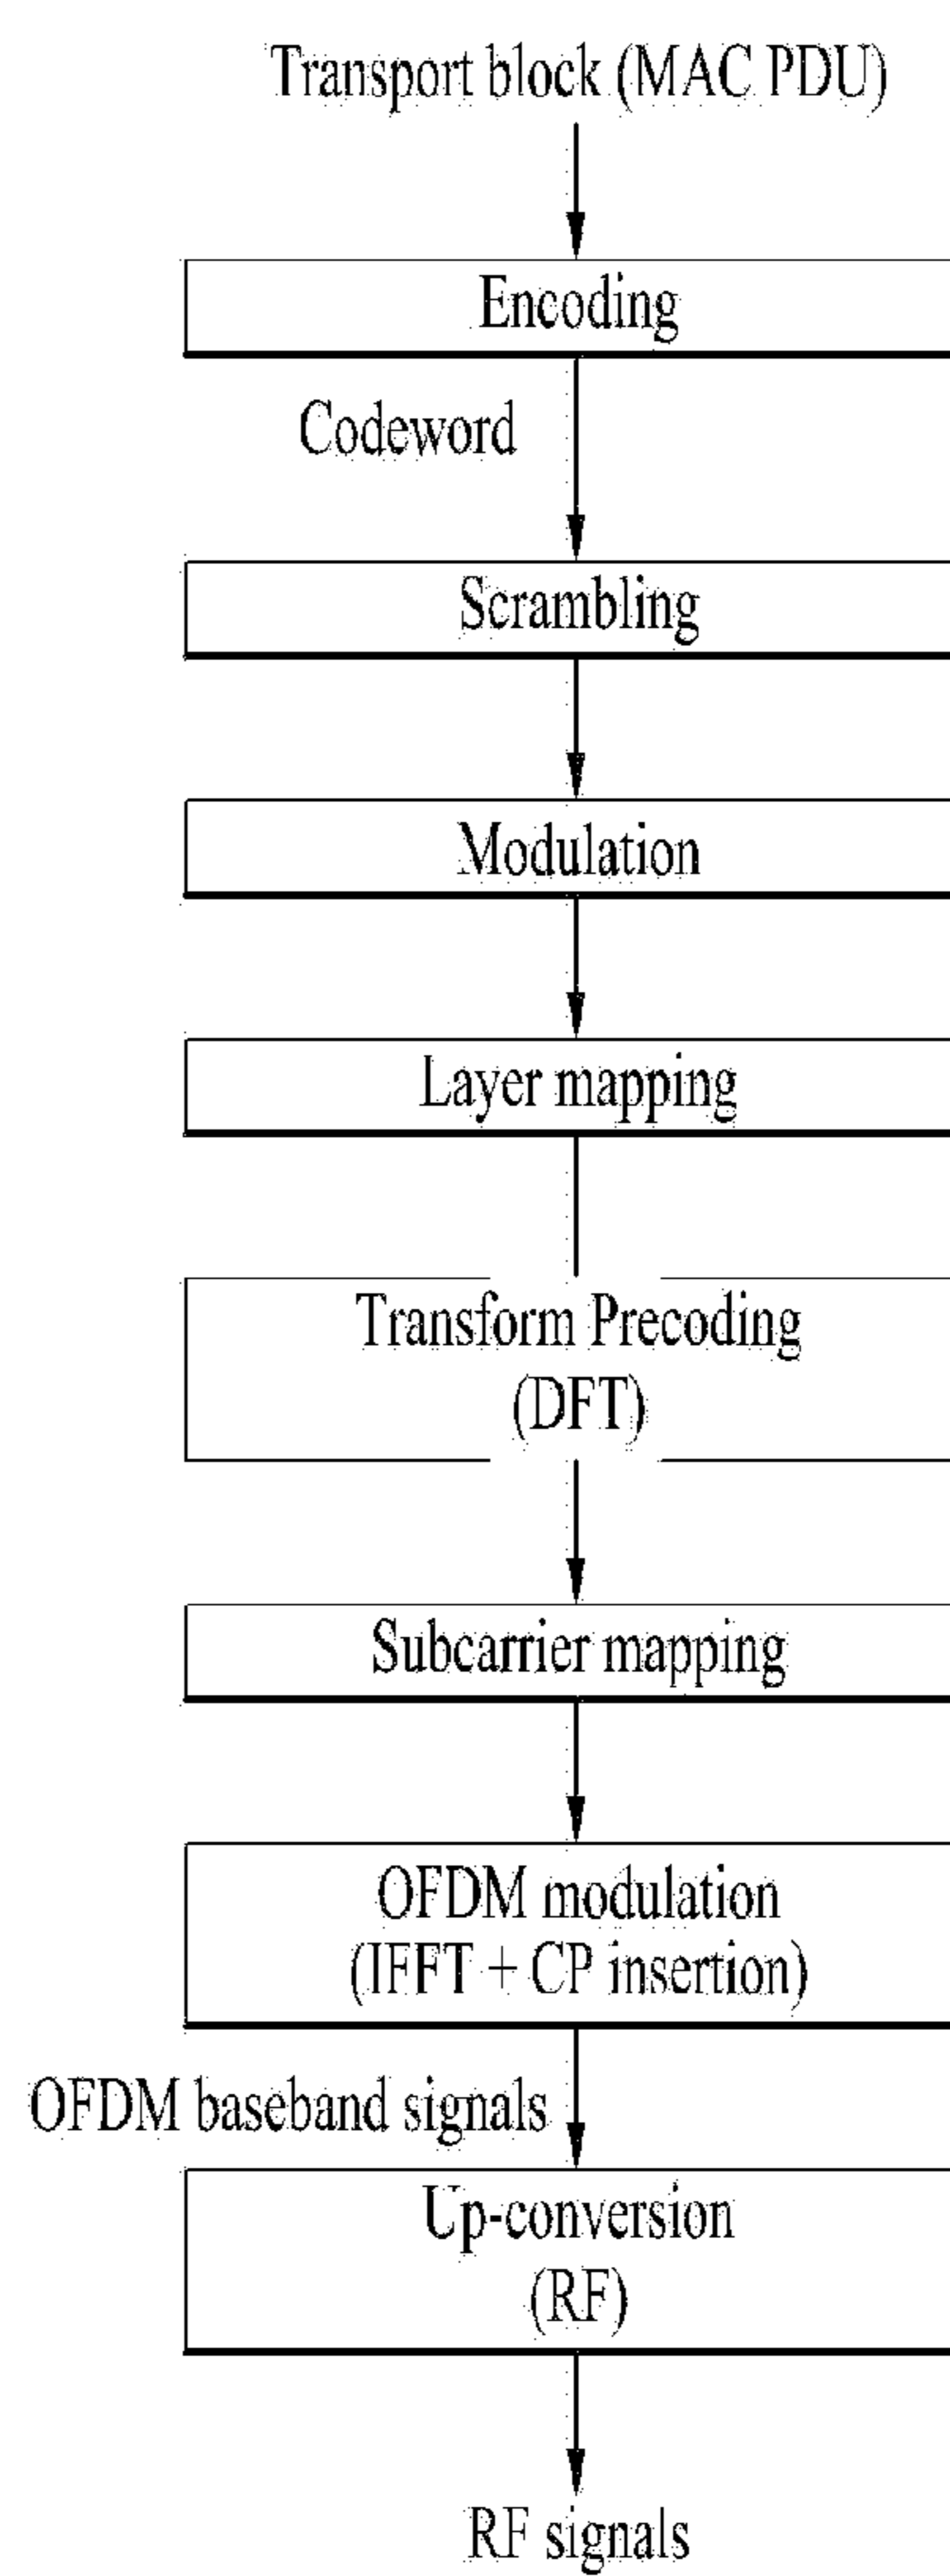 Transport block (MAC PDU)
Encoding
Codeword
Scrambling
Modulation
Layer mapping
Transform Precoding
(DFT)
Subcarrier mapping
OFDM modulation
(IFFT + CP insertion)
OFDM baseband signals
Up-conversion
(RF)
RF signals